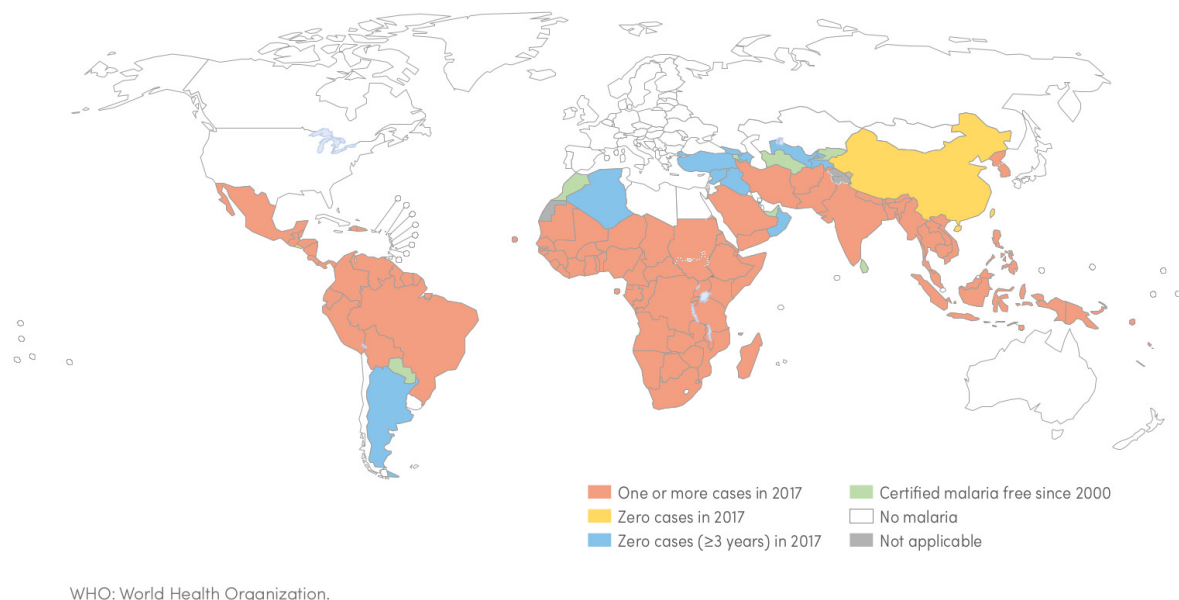 One or more cases in 2017
Zero cases in 2017
Zero cases (≥3 years) in 2017
Certified malaria free since 2000
No malaria
Not applicable
WHO: World Health Organization.